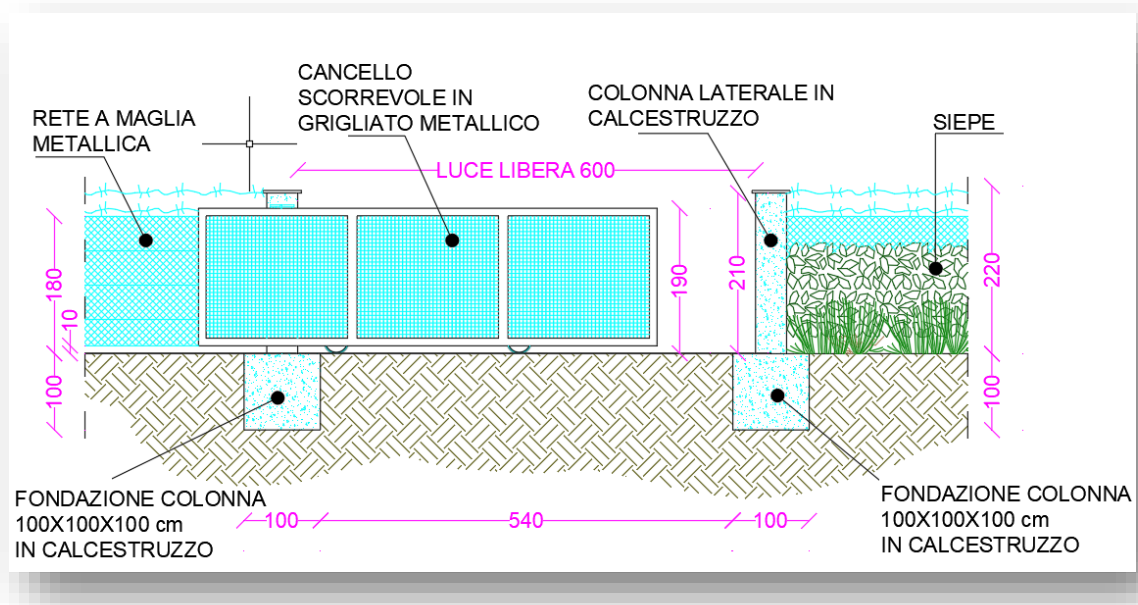 CANCELLO
SCORREVOLE IN
GRIGLIATO METALLICO
RETE A MAGLIA
METALLICA
COLONNA LATERALE IN
CALCESTRUZZO
SIEPE
LUCE LIBERA 600
180
10
100
190
210
220
100
FONDAZIONE COLONNA
100X100X100 cm
IN CALCESTRUZZO
100
540
100
FONDAZIONE COLONNA
100X100X100 cm
IN CALCESTRUZZO